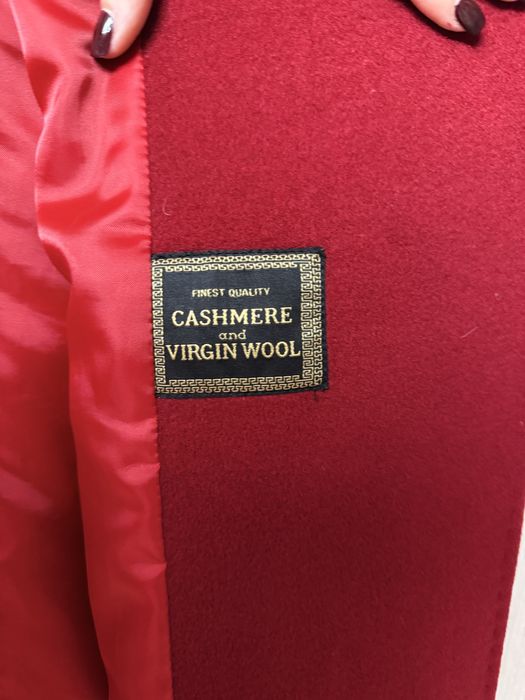 FINEST QUALITY
CASHMERE
and
VIRGIN WOOL